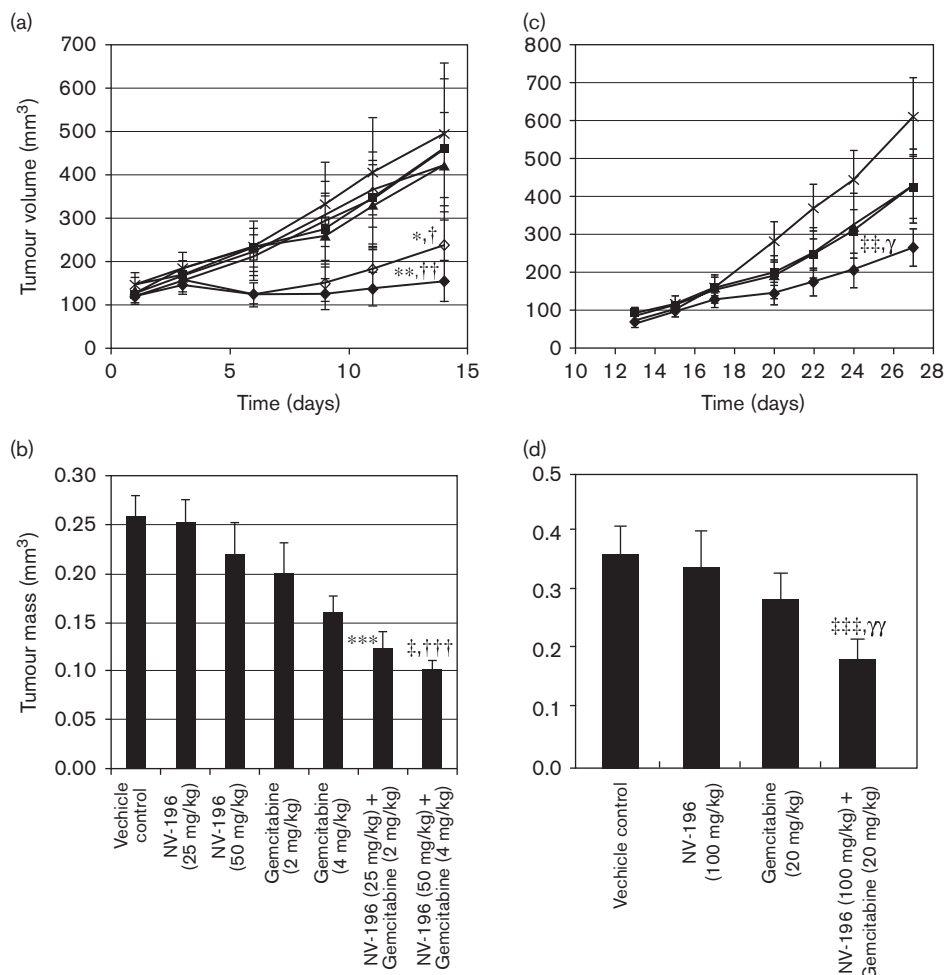 (a)
Tumour volume (mm³)
700
600
500
400
300
200
100
0
*,†
**,††
0
5
10
15
Time (days)
(c)
800
700
600
500
400
300
200
100
0
‡‡,γ
10
12
14
16
18
20
22
24
26
28
Time (days)
(b)
Tumour mass (mm³)
0.30
0.25
0.20
0.15
0.10
0.05
0.00
***
‡,†††
Vechicle
control
NV-196
(25 mg/kg)
NV-196
(50 mg/kg)
Gemcitabine
(2 mg/kg)
Gemcitabine
(4 mg/kg)
NV-196 (25 mg/kg) +
Gemcitabine (2 mg/kg)
NV-196 (50 mg/kg) +
Gemcitabine (4 mg/kg)
(d)
0.5
0.4
0.3
0.2
0.1
0.0
‡‡‡,γγ
Vechicle control
NV-196
(100 mg/kg)
Gemcitabine
(20 mg/kg)
NV-196 (100 mg/kg) +
Gemcitabine (20 mg/kg)